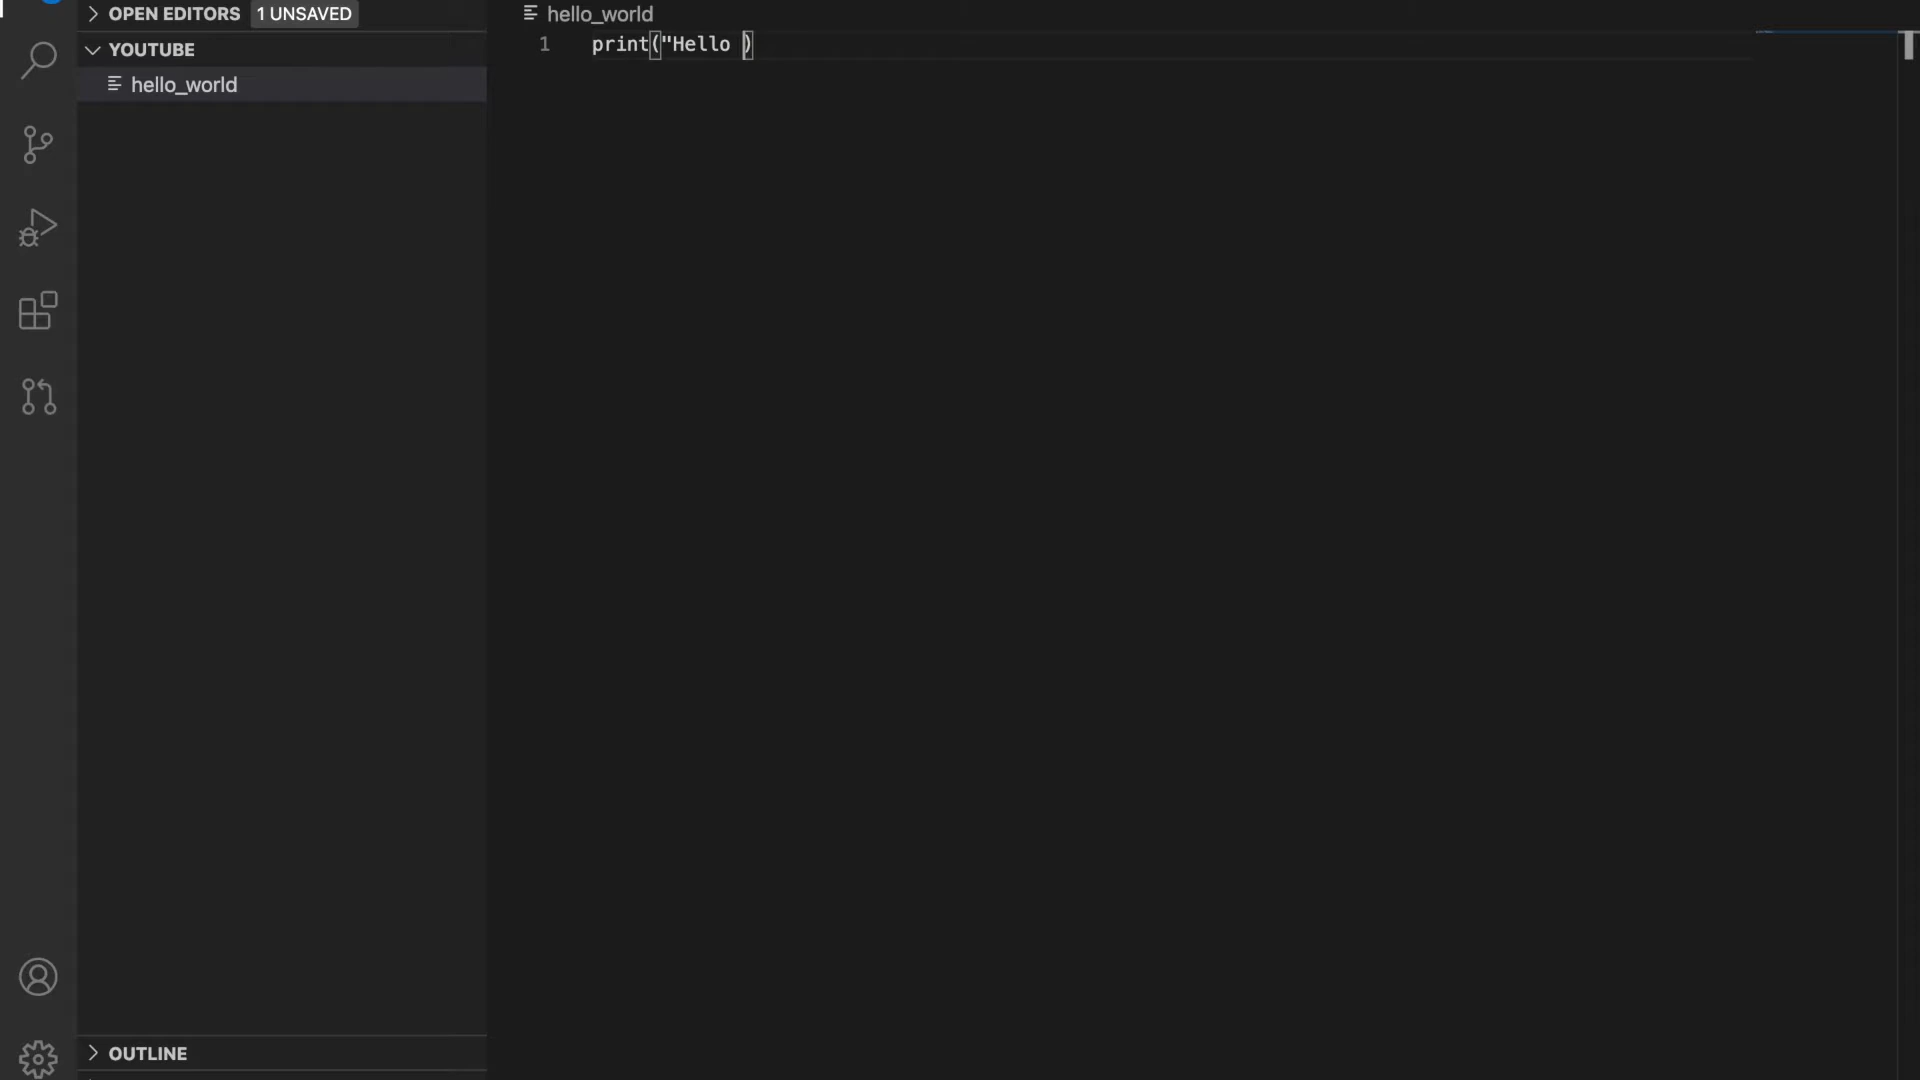 OPEN EDITORS 1 UNSAVED
YOUTUBE
hello_world
hello_world
1 print("Hello )
OUTLINE